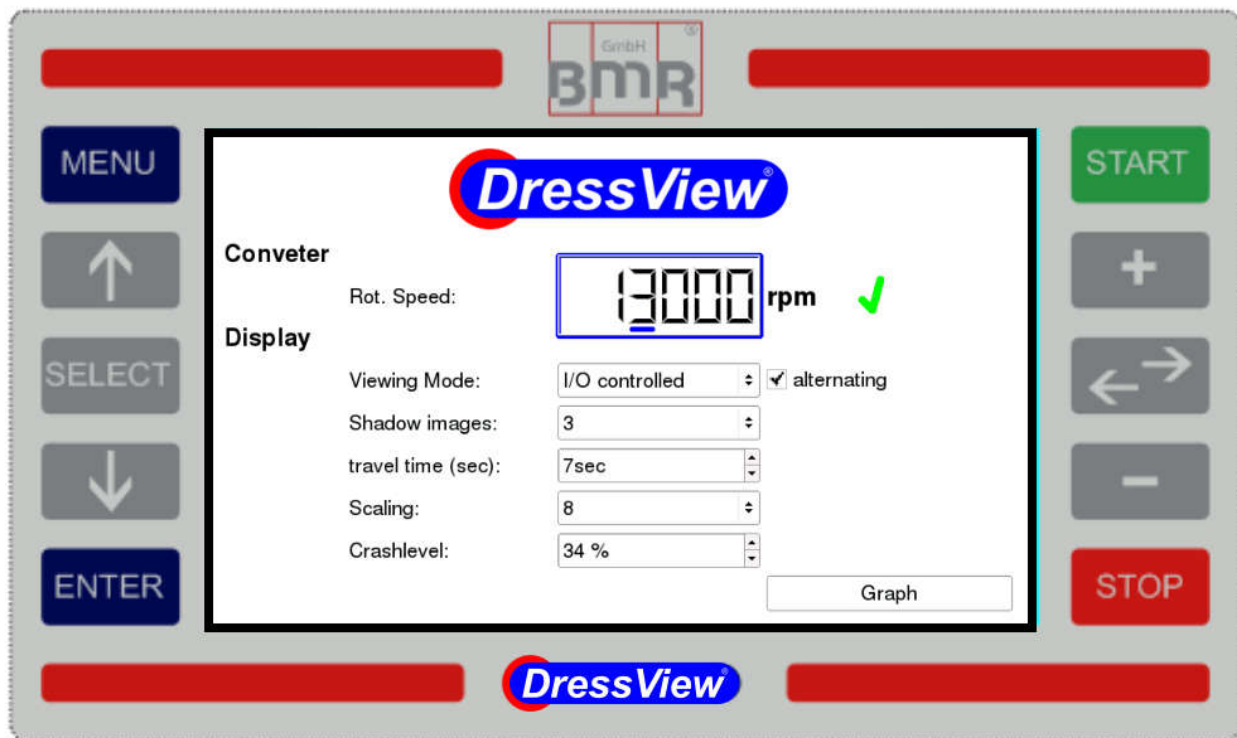 GmbH ®
BMR
MENU
START
DressView®
Conveter
Rot. Speed: 13000 rpm
Display
SELECT
Viewing Mode: I/O controlled alternating
Shadow images: 3
travel time (sec): 7sec
Scaling: 8
Crashlevel: 34 %
ENTER
Graph
STOP
DressView®